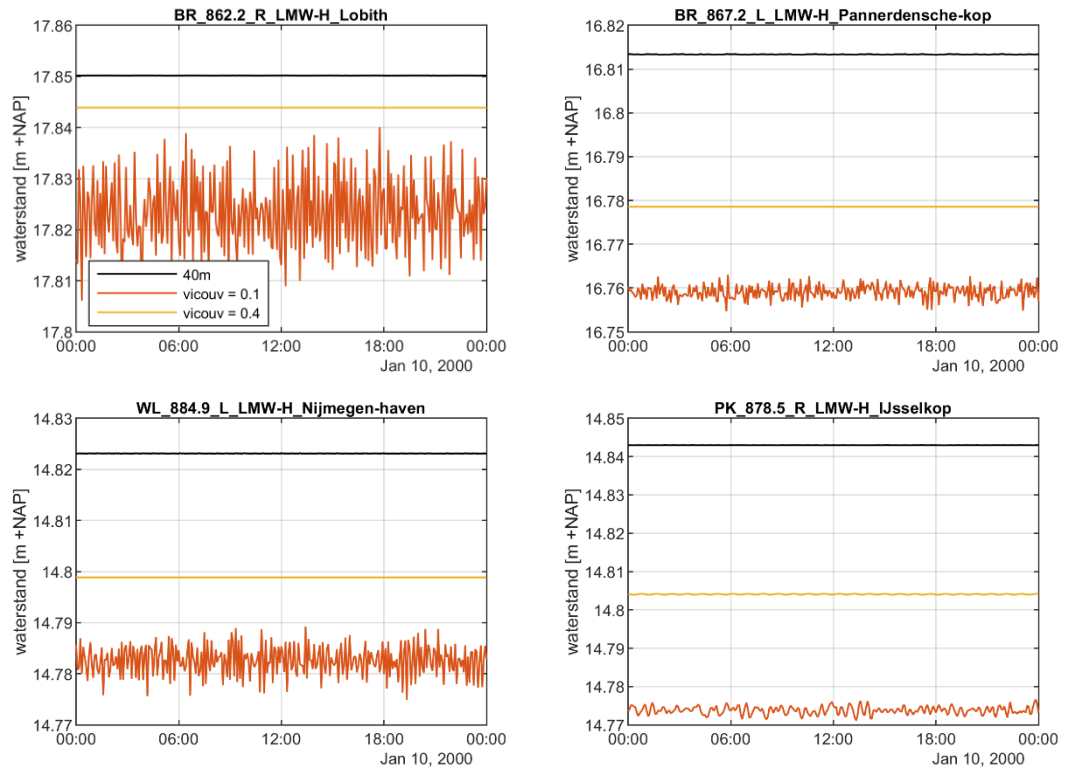 BR_862.2_R_LMW-H_Lobith
17.86
17.85
17.84
17.83
17.82
17.81
17.8
waterstand [m +NAP]
40m
vicouv = 0.1
vicouv = 0.4
00:00 06:00 12:00 18:00 00:00
Jan 10, 2000
BR_867.2_L_LMW-H_Pannerdensche-kop
16.82
16.81
16.8
16.79
16.78
16.77
16.76
16.75
waterstand [m +NAP]
00:00 06:00 12:00 18:00 00:00
Jan 10, 2000
WL_884.9_L_LMW-H_Nijmegen-haven
14.83
14.82
14.81
14.8
14.79
14.78
14.77
waterstand [m +NAP]
00:00 06:00 12:00 18:00 00:00
Jan 10, 2000
PK_878.5_R_LMW-H_IJsselkop
14.85
14.84
14.83
14.82
14.81
14.8
14.79
14.78
14.77
waterstand [m +NAP]
00:00 06:00 12:00 18:00 00:00
Jan 10, 2000